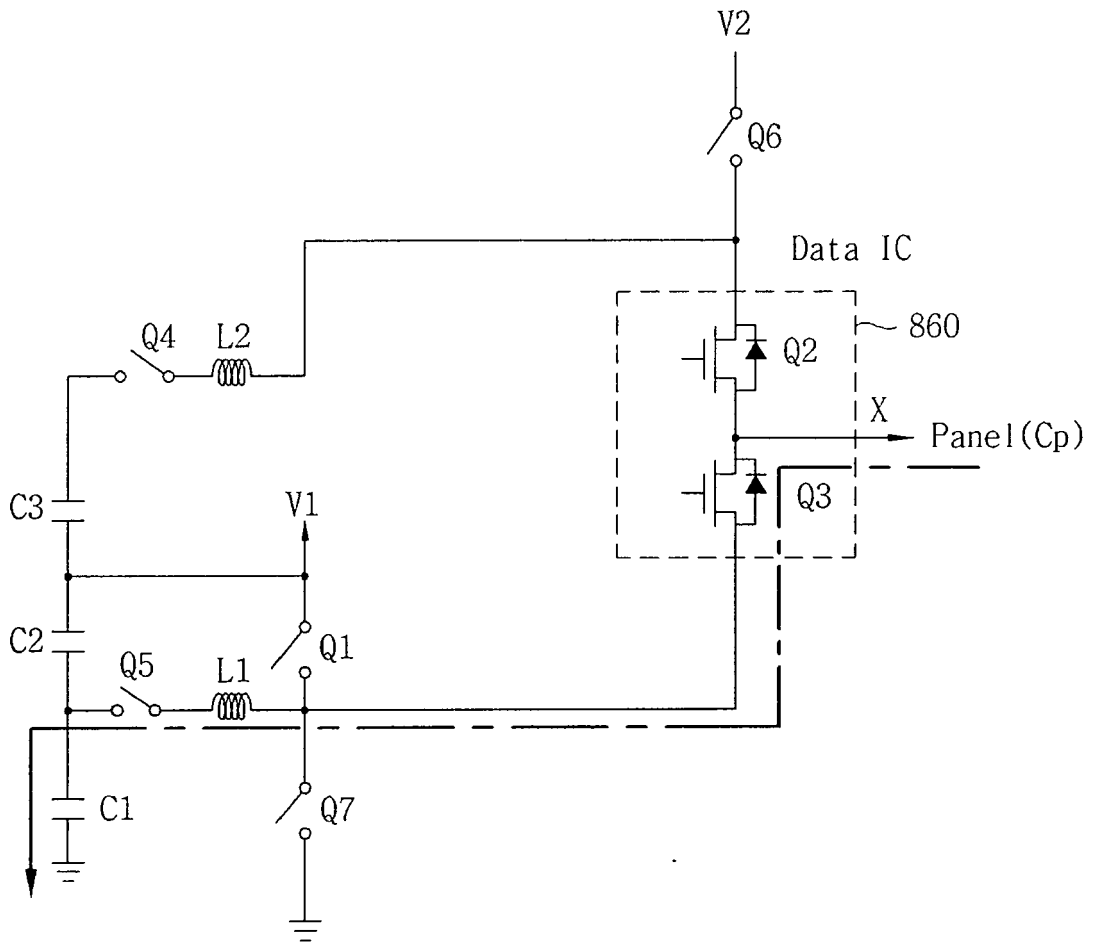 V2
Q6
Data IC
860
Q4
L2
Q2
X
Panel(Cp)
C3
V1
Q3
C2
Q5
L1
Q1
C1
Q7